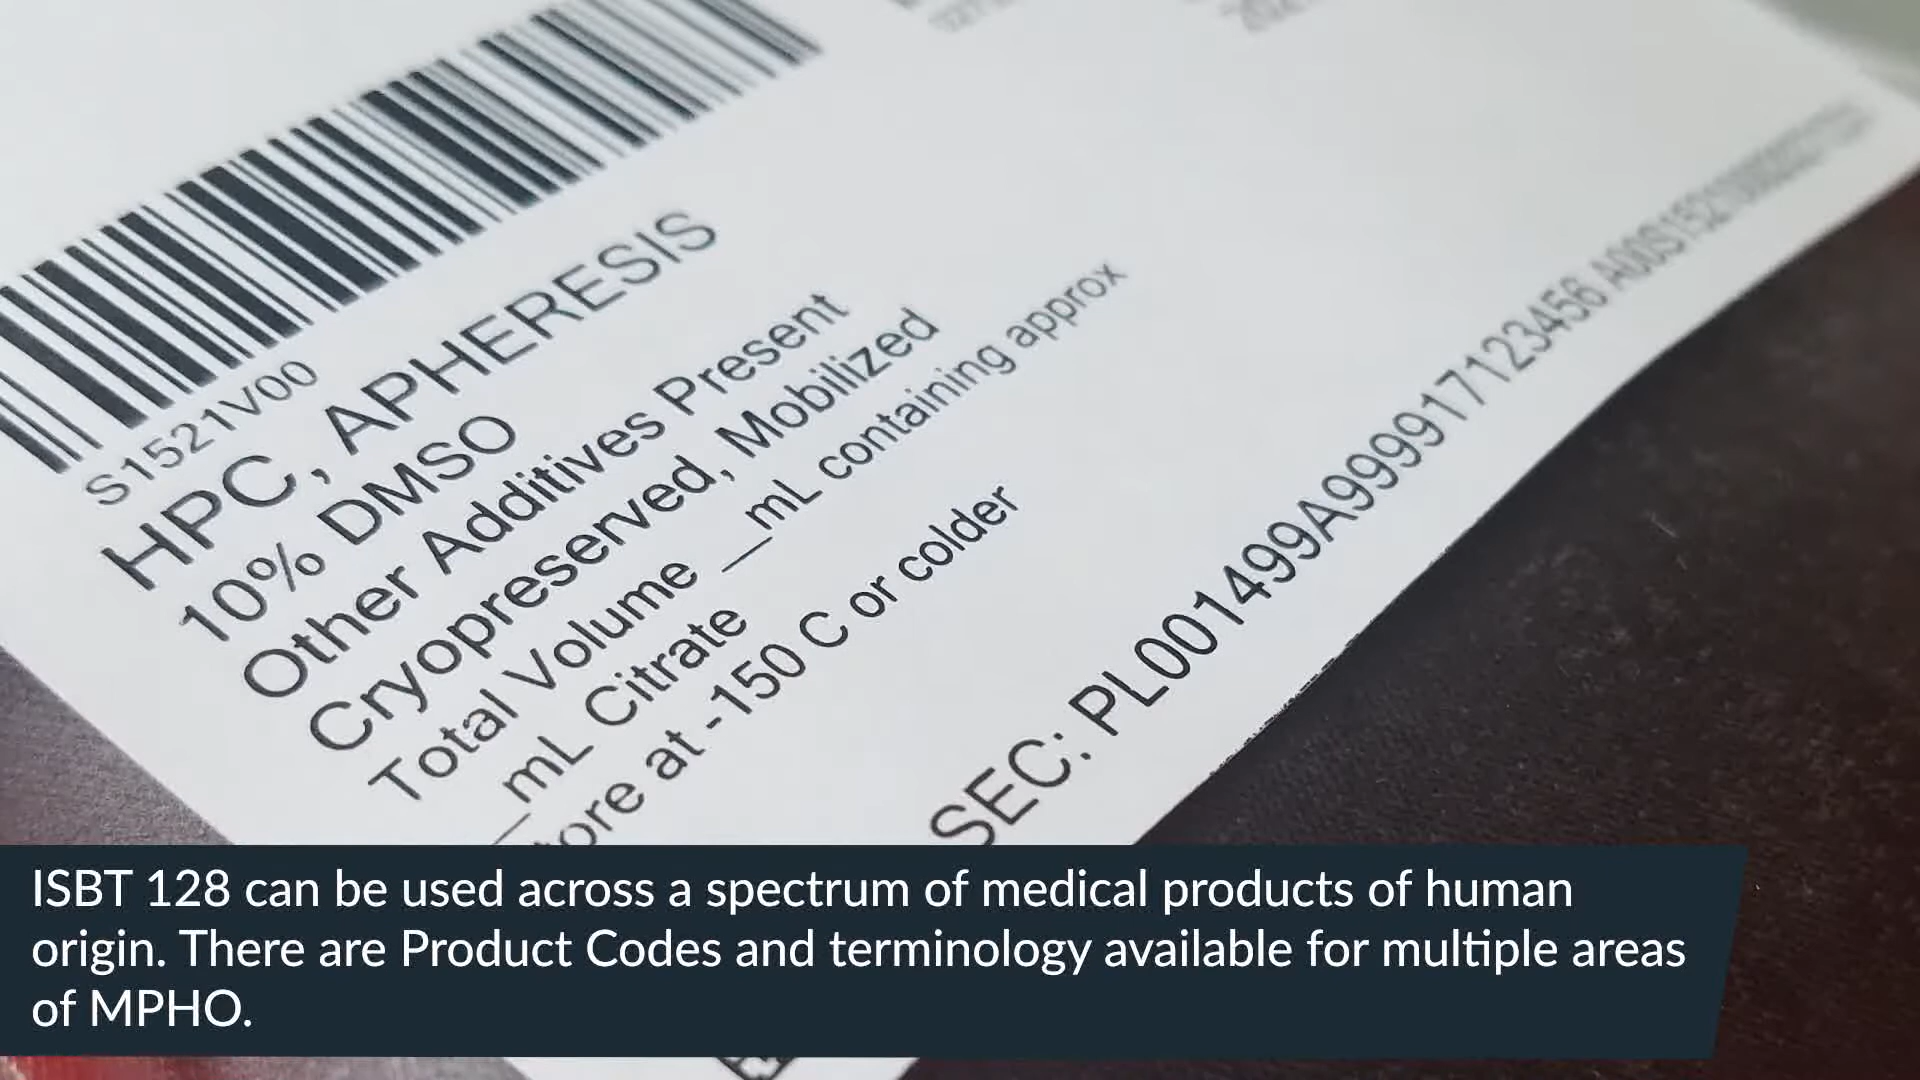 S1521V00
HPC, APHERESIS
10% DMSO
Other Additives Present
Cryopreserved, Mobilized
Total Volume __mL containing approx
__mL Citrate
tore at -150 C or colder
SEC: PL001499A999917123456
ISBT 128 can be used across a spectrum of medical products of human
origin. There are Product Codes and terminology available for multiple areas
of MPHO.